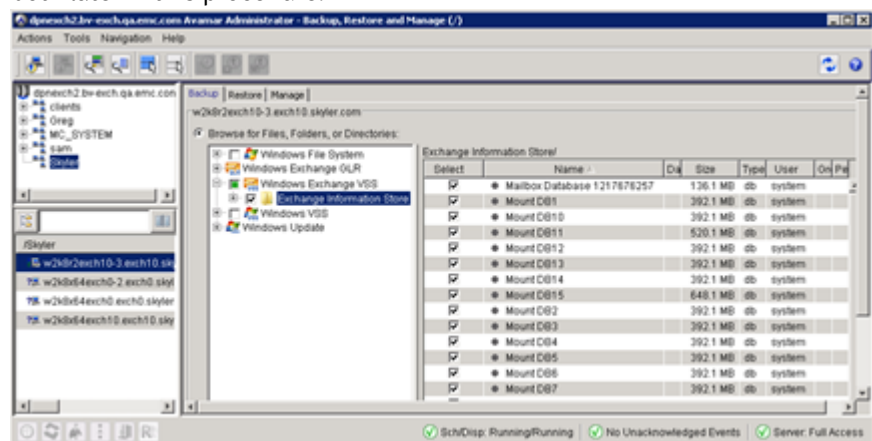 dpnexch2.bv-exch.qa.emc.com Avamar Administrator - Backup, Restore and Manage (/)
Actions Tools Navigation Help
dpnexch2.bv-exch.qa.emc.con
clients
Greg
MC_SYSTEM
sam
Skyler
/Skyler
w2k8r2exch10-3.exch10.sky
w2k8x64exch0-2.exch0.skyl
w2k8x64exch0.exch0.skyler
w2k8x64exch10.exch10.sky
Backup Restore Manage
w2k8r2exch10-3.exch10.skyler.com
Browse for Files, Folders, or Directories:
Windows File System
Windows Exchange GLR
Windows Exchange VSS
Exchange Information Store
Windows VSS
Windows Update
Exchange Information Store/
Select Name Da Size Type User Gro Pe
Mailbox Database 1217676257 136.1 MB db system
Mount DB1 392.1 MB db system
Mount DB10 392.1 MB db system
Mount DB11 520.1 MB db system
Mount DB12 392.1 MB db system
Mount DB13 392.1 MB db system
Mount DB14 392.1 MB db system
Mount DB15 648.1 MB db system
Mount DB2 392.1 MB db system
Mount DB3 392.1 MB db system
Mount DB4 392.1 MB db system
Mount DB5 392.1 MB db system
Mount DB6 392.1 MB db system
Mount DB7 392.1 MB db system
Sch/Disp: Running/Running No Unacknowledged Events Server: Full Access